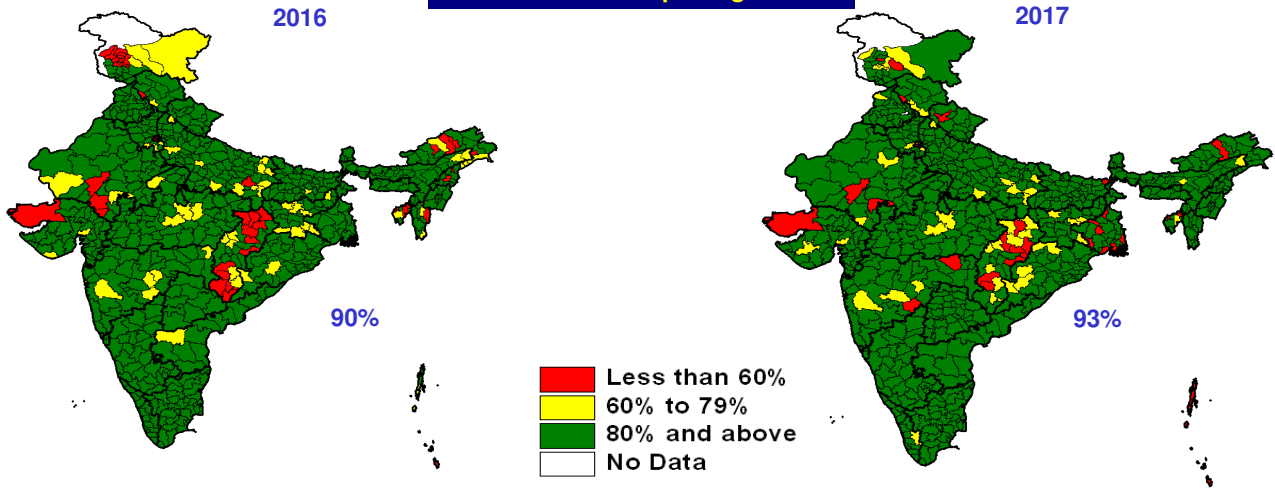 2016
2017
90%
93%
Less than 60%
60% to 79%
80% and above
No Data